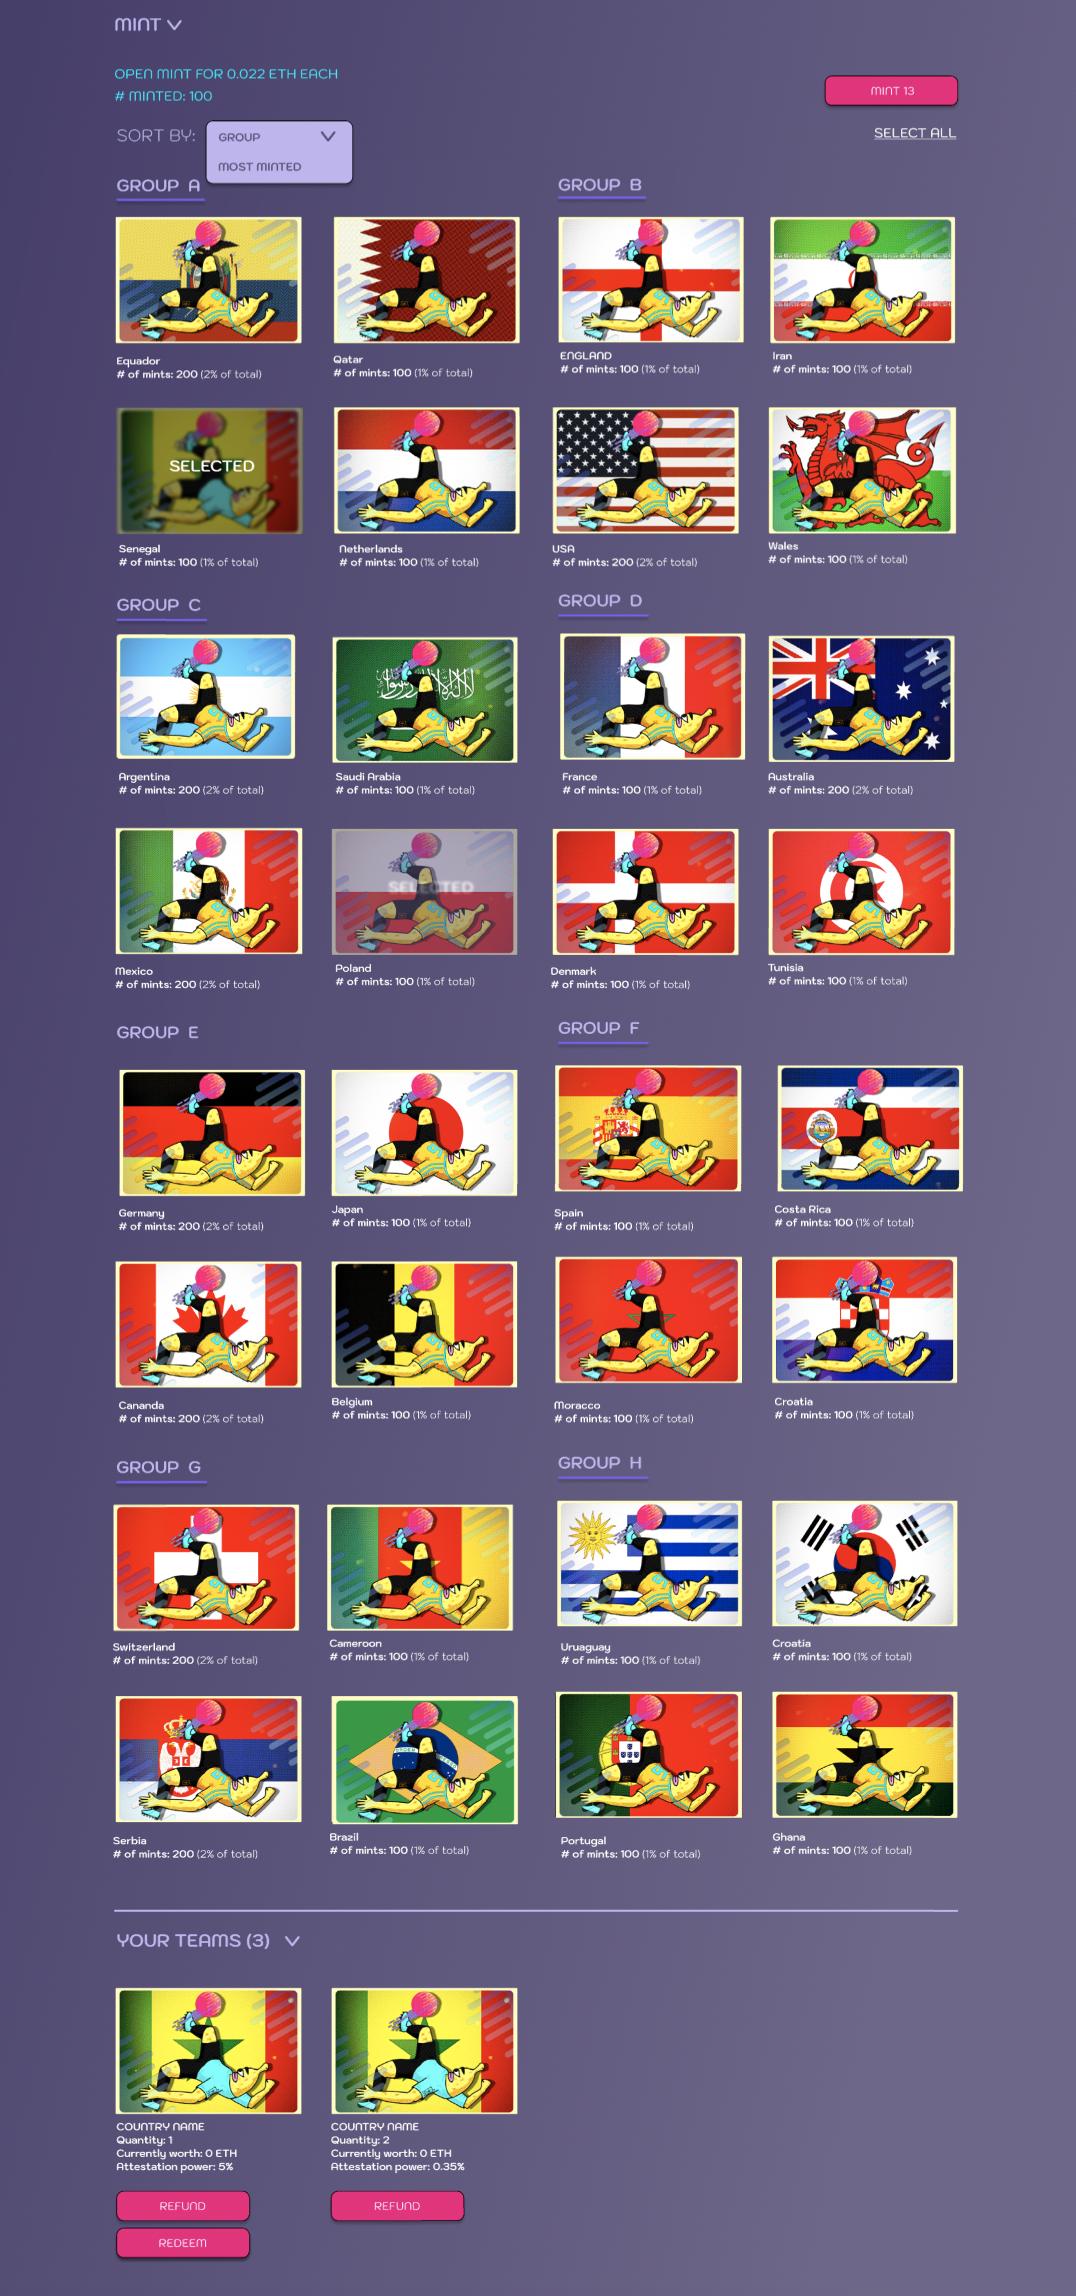 MINT
OPEN MINT FOR 0.022 ETH EACH
# MINTED: 100
MINT 13
SORT BY:
GROUP
MOST MINTED
SELECT ALL
GROUP A
GROUP B
Equador
# of mints: 200 (2% of total)
Qatar
# of mints: 100 (1% of total)
ENGLAND
# of mints: 100 (1% of total)
Iran
# of mints: 100 (1% of total)
SELECTED
Senegal
# of mints: 100 (1% of total)
Netherlands
# of mints: 100 (1% of total)
USA
# of mints: 200 (2% of total)
Wales
# of mints: 100 (1% of total)
GROUP C
GROUP D
Argentina
# of mints: 200 (2% of total)
Saudi Arabia
# of mints: 100 (1% of total)
France
# of mints: 100 (1% of total)
Australia
# of mints: 200 (2% of total)
SELECTED
Mexico
# of mints: 200 (2% of total)
Poland
# of mints: 100 (1% of total)
Denmark
# of mints: 100 (1% of total)
Tunisia
# of mints: 100 (1% of total)
GROUP E
GROUP F
Germany
# of mints: 200 (2% of total)
Japan
# of mints: 100 (1% of total)
Spain
# of mints: 100 (1% of total)
Costa Rica
# of mints: 100 (1% of total)
Cananda
# of mints: 200 (2% of total)
Belgium
# of mints: 100 (1% of total)
Moracco
# of mints: 100 (1% of total)
Croatia
# of mints: 100 (1% of total)
GROUP G
GROUP H
Switzerland
# of mints: 200 (2% of total)
Cameroon
# of mints: 100 (1% of total)
Uruaguay
# of mints: 100 (1% of total)
Croatia
# of mints: 100 (1% of total)
Serbia
# of mints: 200 (2% of total)
Brazil
# of mints: 100 (1% of total)
Portugal
# of mints: 100 (1% of total)
Ghana
# of mints: 100 (1% of total)
YOUR TEAMS (3)
COUNTRY NAME
Quantity: 1
Currently worth: 0 ETH
Attestation power: 5%
REFUND
REDEEM
COUNTRY NAME
Quantity: 2
Currently worth: 0 ETH
Attestation power: 0.35%
REFUND